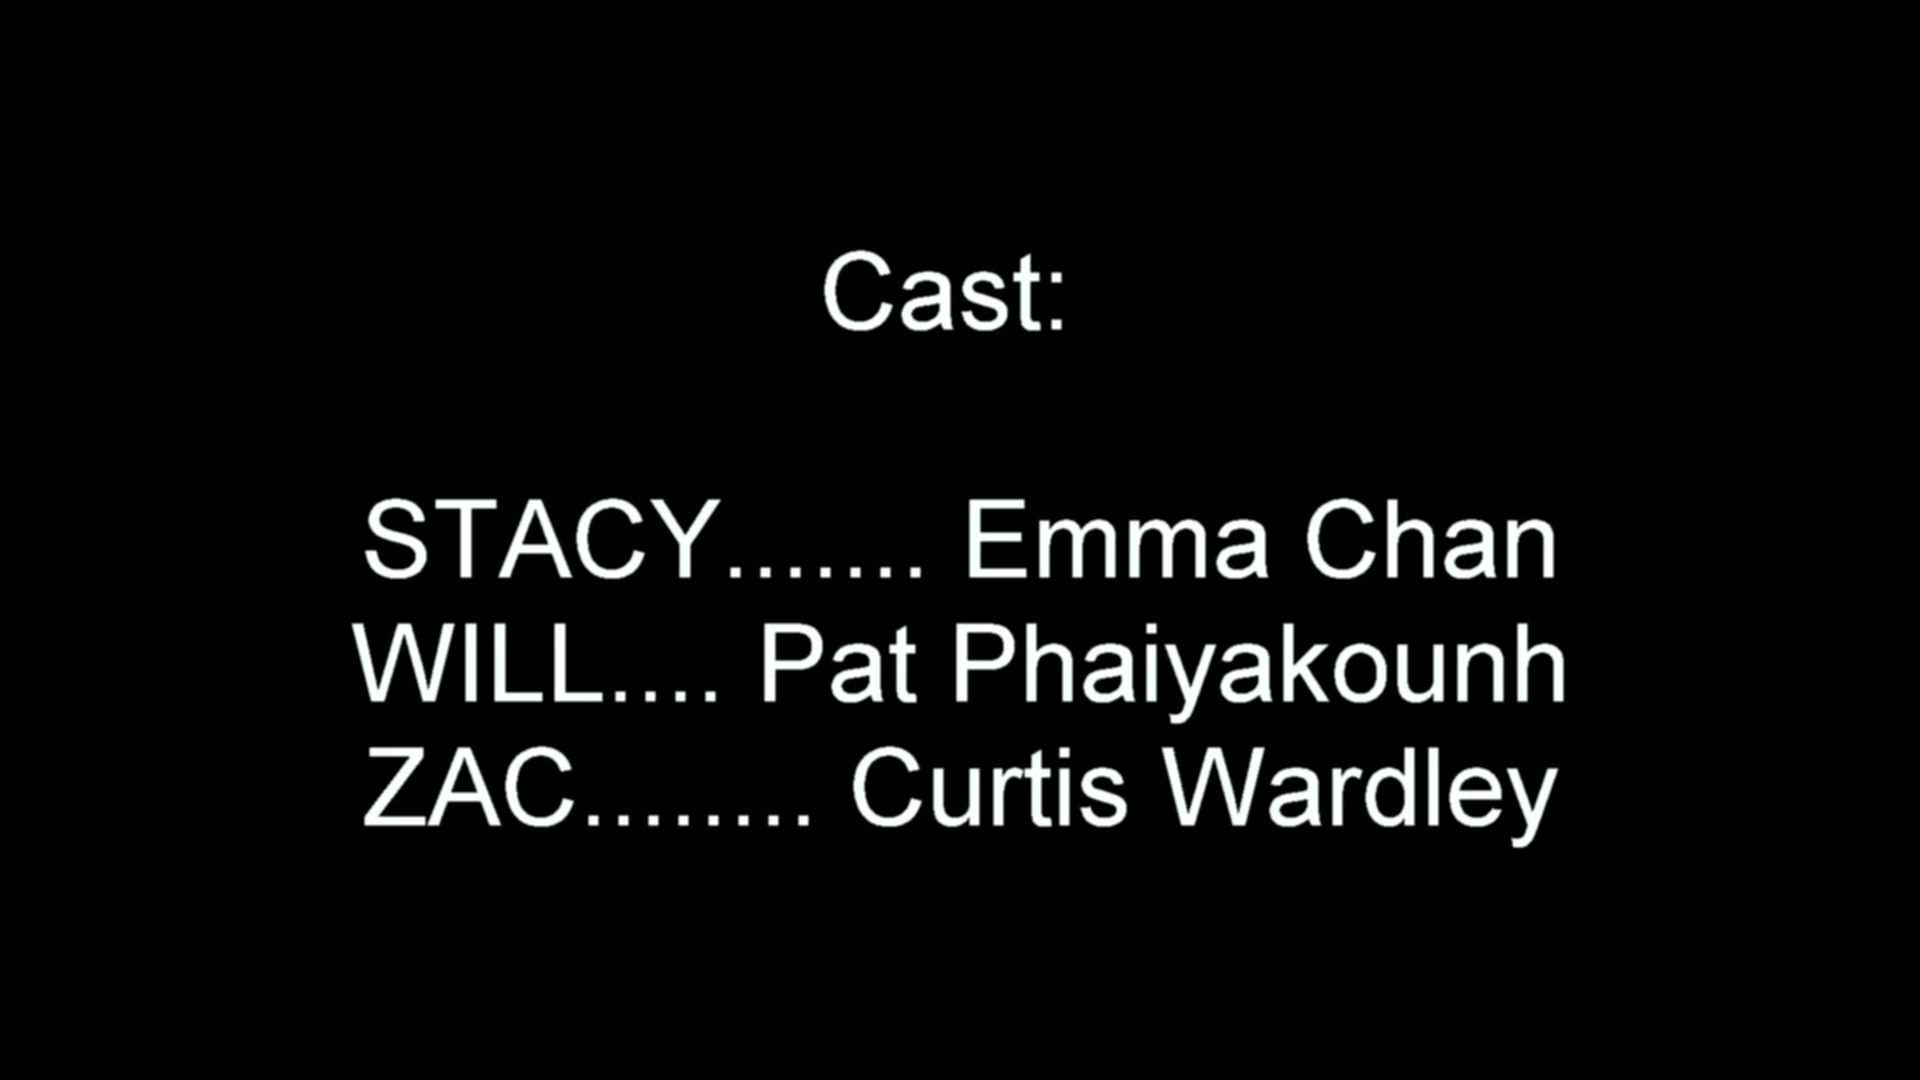 Cast:
STACY....... Emma Chan
WILL.... Pat Phaiyakounh
ZAC........ Curtis Wardley